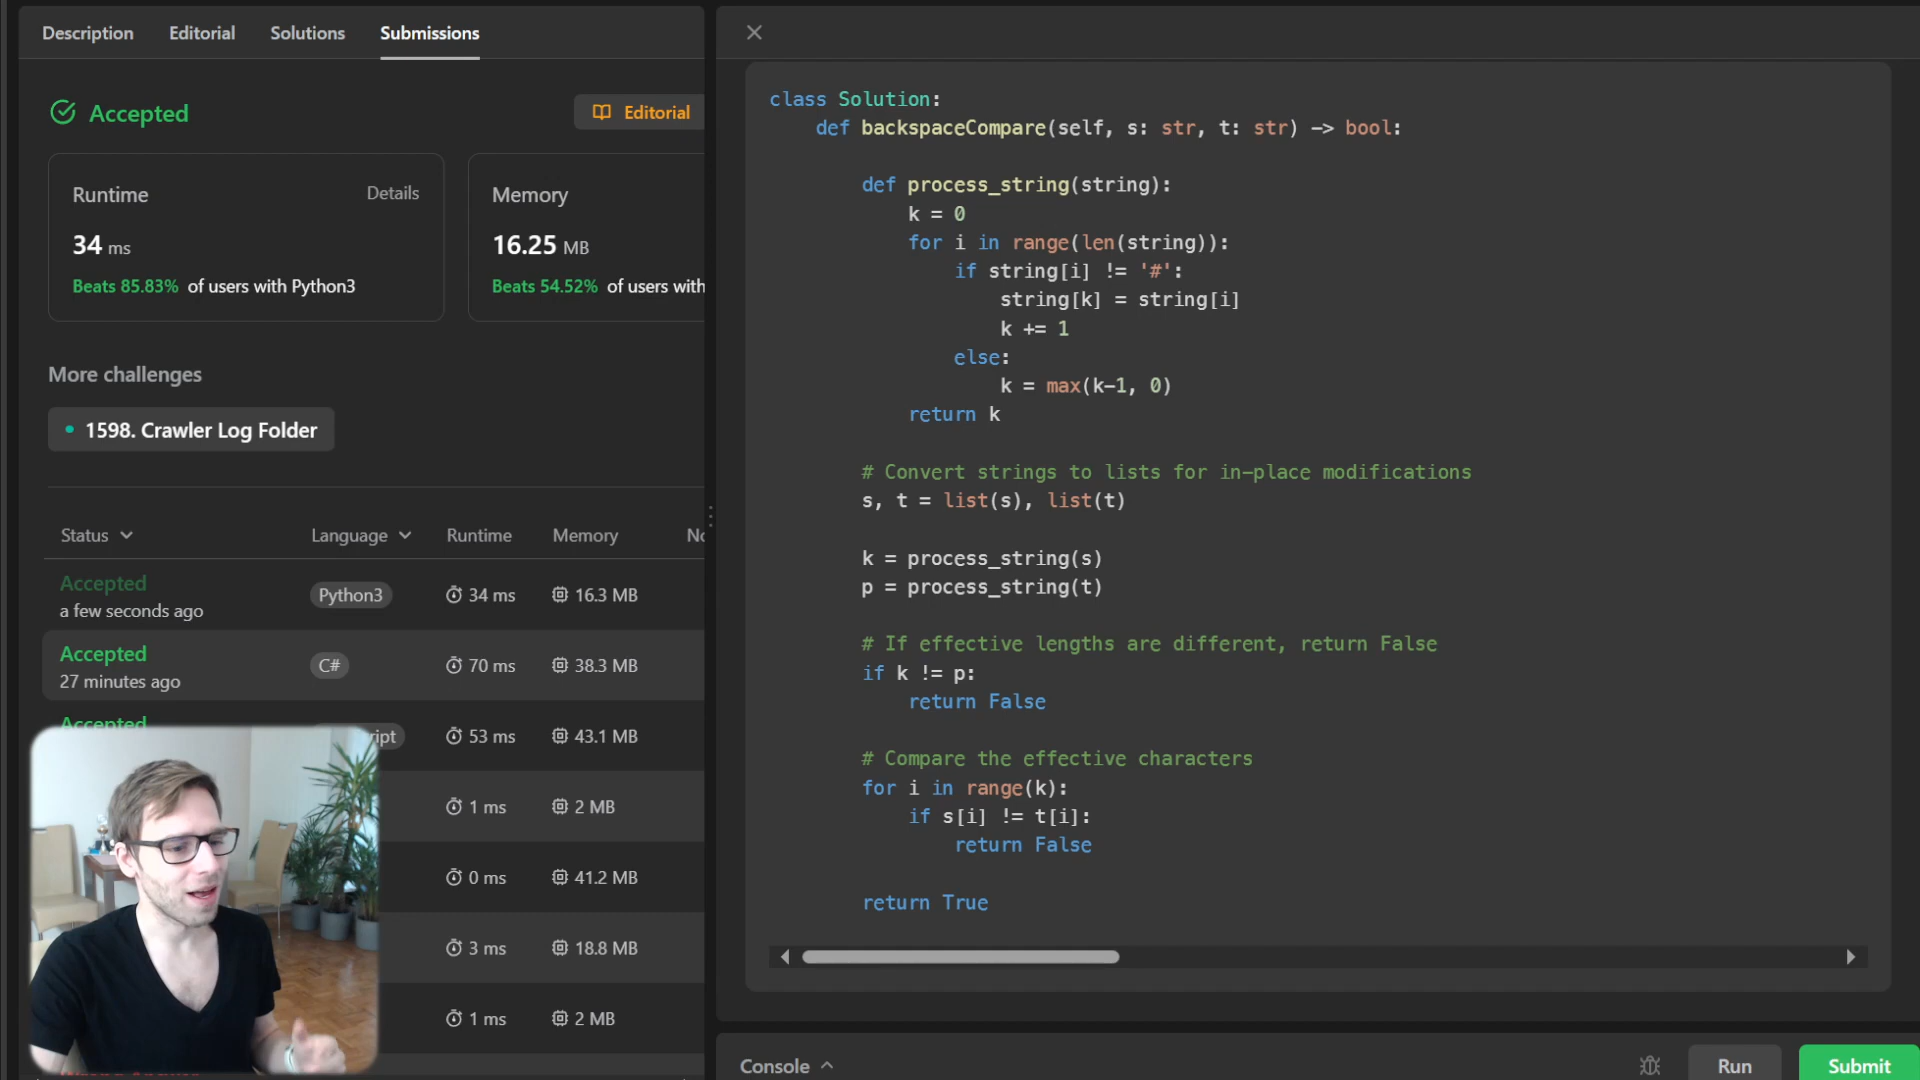 Description Editorial Solutions Submissions
Accepted Editorial
Runtime Details
34 ms
Beats 85.83% of users with Python3
Memory
16.25 MB
Beats 54.52% of users with
More challenges
1598. Crawler Log Folder
Status Language Runtime Memory
Accepted
a few seconds ago
Python3 34 ms 16.3 MB
Accepted
27 minutes ago
C# 70 ms 38.3 MB
Accepted
ript 53 ms 43.1 MB
1 ms 2 MB
0 ms 41.2 MB
3 ms 18.8 MB
1 ms 2 MB
class Solution:
def backspaceCompare(self, s: str, t: str) -> bool:
def process_string(string):
k = 0
for i in range(len(string)):
if string[i] != '#':
string[k] = string[i]
k += 1
else:
k = max(k-1, 0)
return k
# Convert strings to lists for in-place modifications
s, t = list(s), list(t)
k = process_string(s)
p = process_string(t)
# If effective lengths are different, return False
if k != p:
return False
# Compare the effective characters
for i in range(k):
if s[i] != t[i]:
return False
return True
Console Run Submit